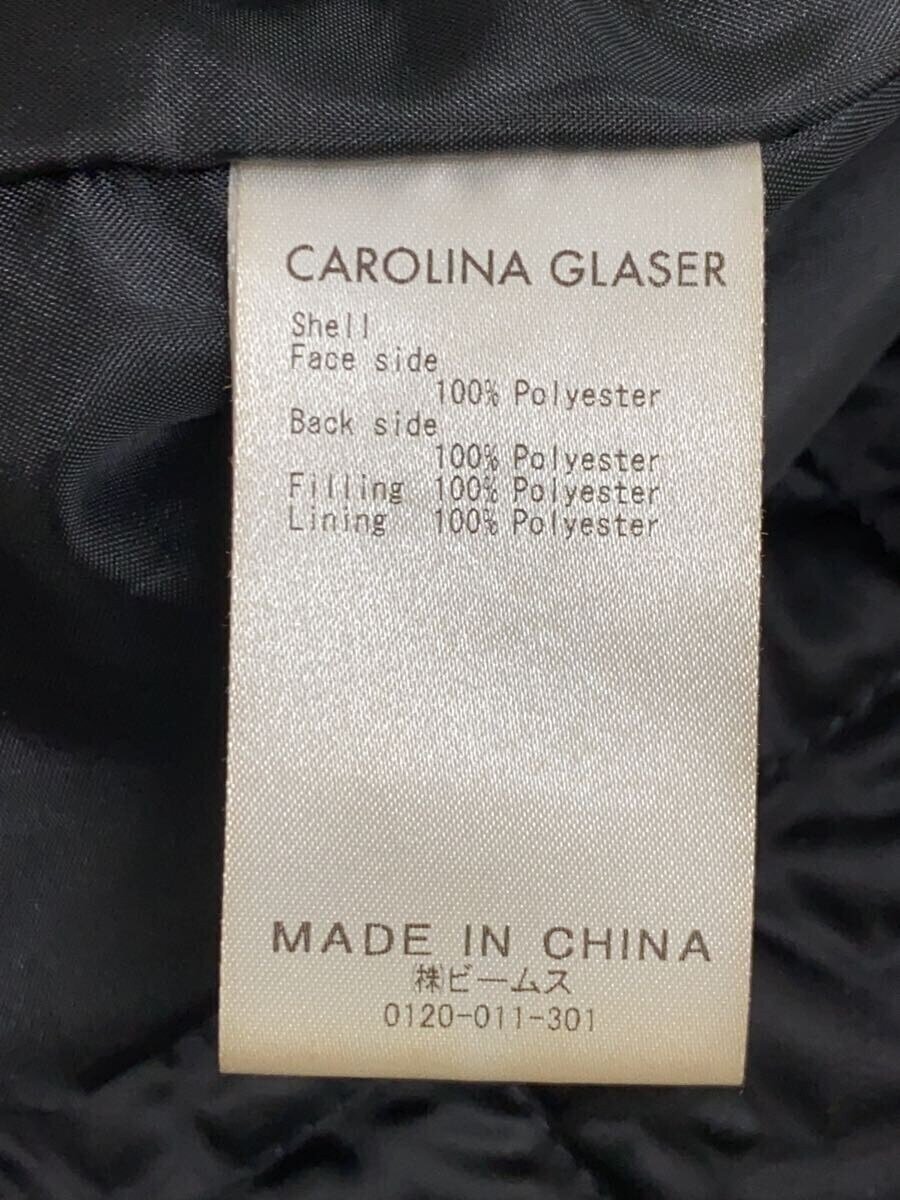 CAROLINA GLASER
Shell
Face side
100% Polyester
Back side
100% Polyester
Filling 100% Polyester
Lining 100% Polyester
MADE IN CHINA
㈱ビームス
0120-011-301